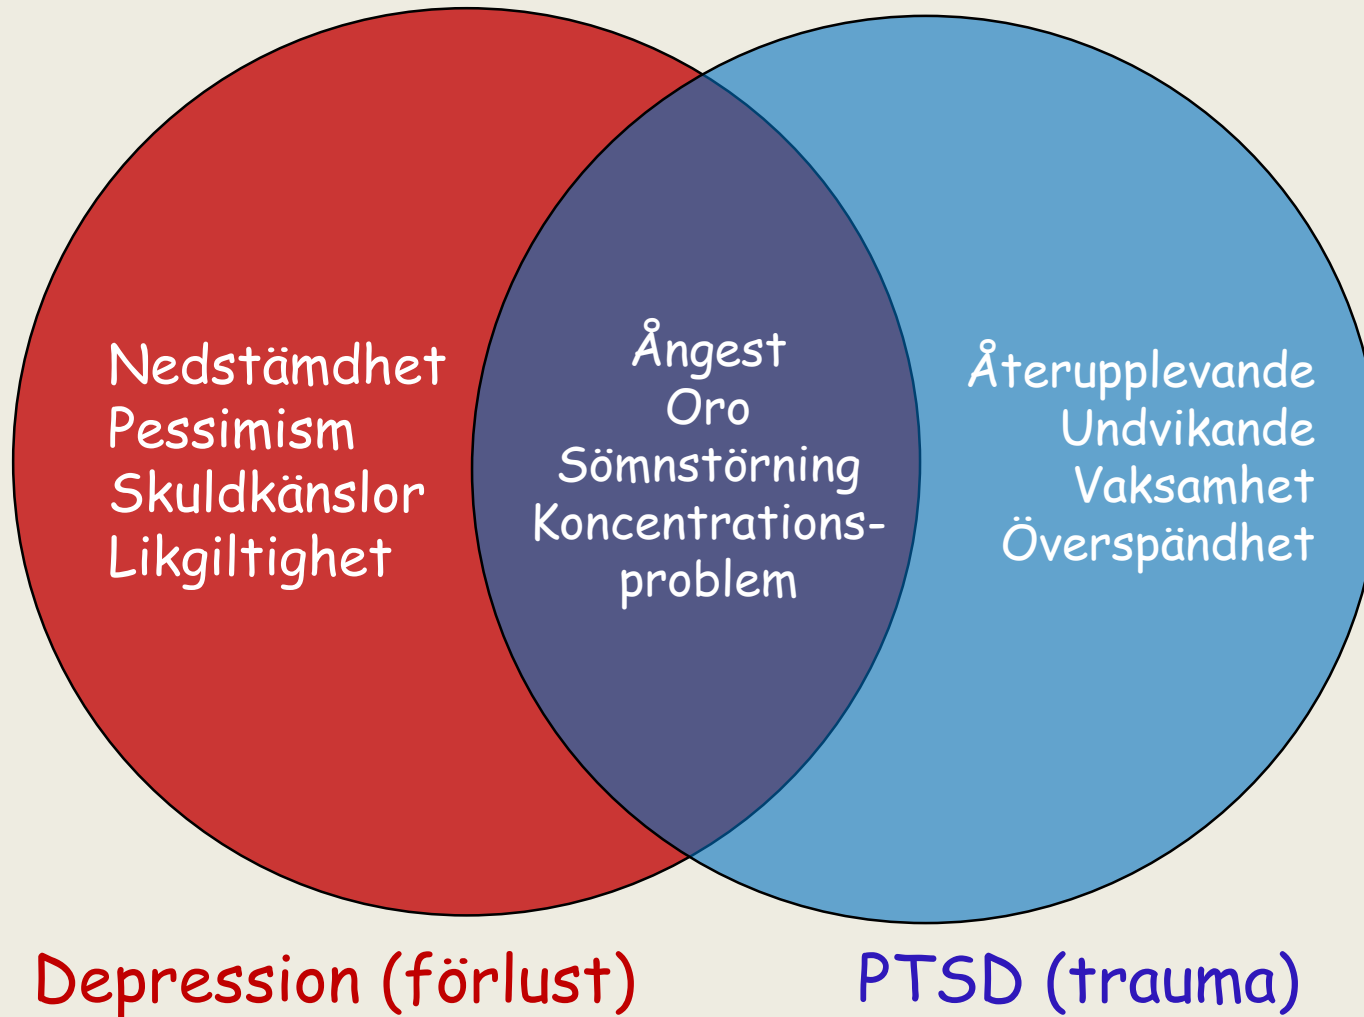 Nedstämdhet
Pessimism
Skuldkänslor
Likgiltighet
Ångest
Oro
Sömnstörning
Koncentrations-
problem
Återupplevande
Undvikande
Vaksamhet
Överspändhet
Depression (förlust)
PTSD (trauma)